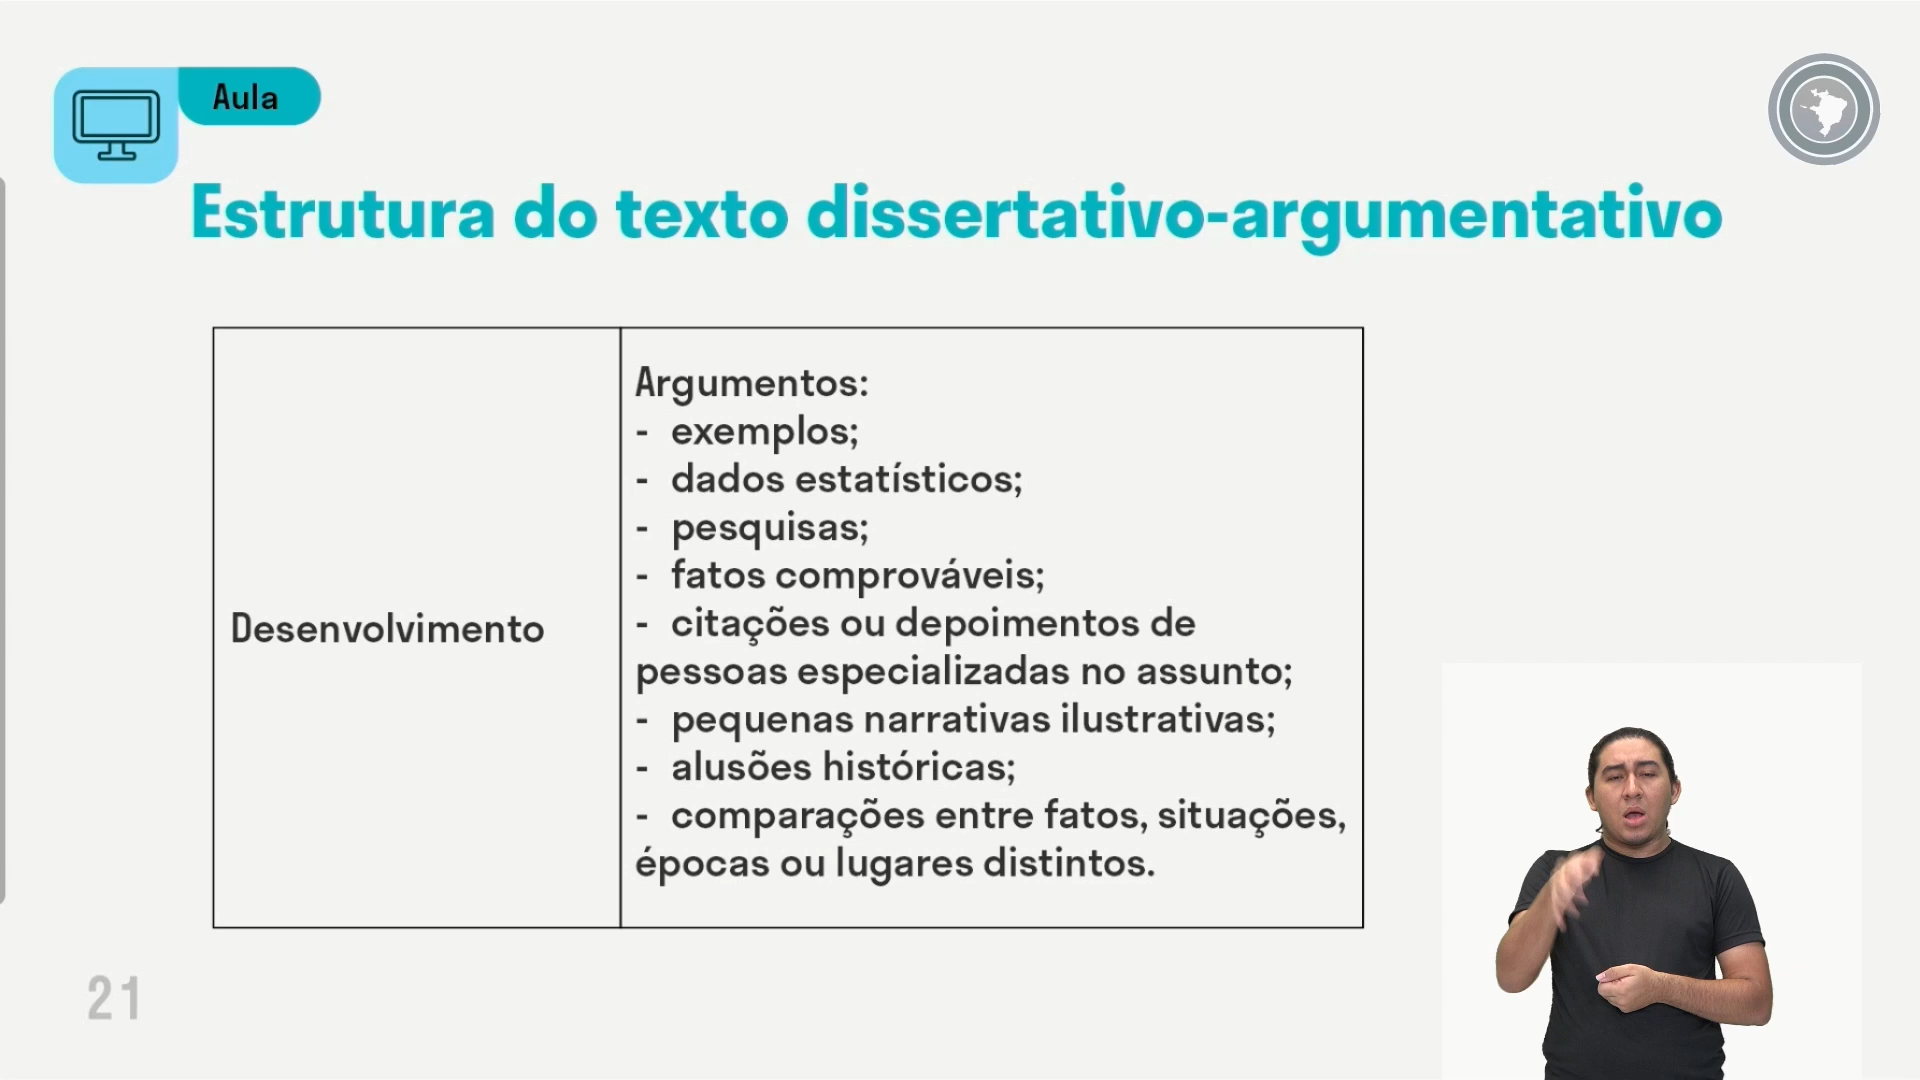 Aula
Estrutura do texto dissertativo-argumentativo
Desenvolvimento
Argumentos:
- exemplos;
- dados estatísticos;
- pesquisas;
- fatos comprováveis;
- citações ou depoimentos de
pessoas especializadas no assunto;
- pequenas narrativas ilustrativas;
- alusões históricas;
- comparações entre fatos, situações,
épocas ou lugares distintos.
21